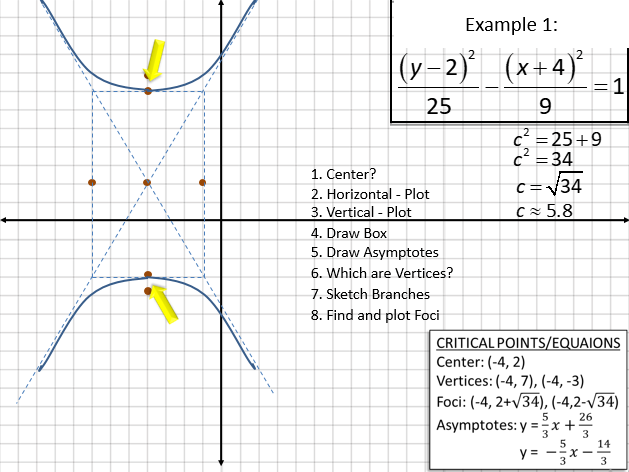 Example 1:
(y−2)²/25 − (x+4)²/9 = 1
c² = 25+9
c² = 34
c = √34
c ≈ 5.8
1. Center?
2. Horizontal - Plot
3. Vertical - Plot
4. Draw Box
5. Draw Asymptotes
6. Which are Vertices?
7. Sketch Branches
8. Find and plot Foci
CRITICAL POINTS/EQUAIONS
Center: (-4, 2)
Vertices: (-4, 7), (-4, -3)
Foci: (-4, 2+√34), (-4,2-√34)
Asymptotes: y = 5/3 x + 26/3
y = − 5/3 x − 14/3